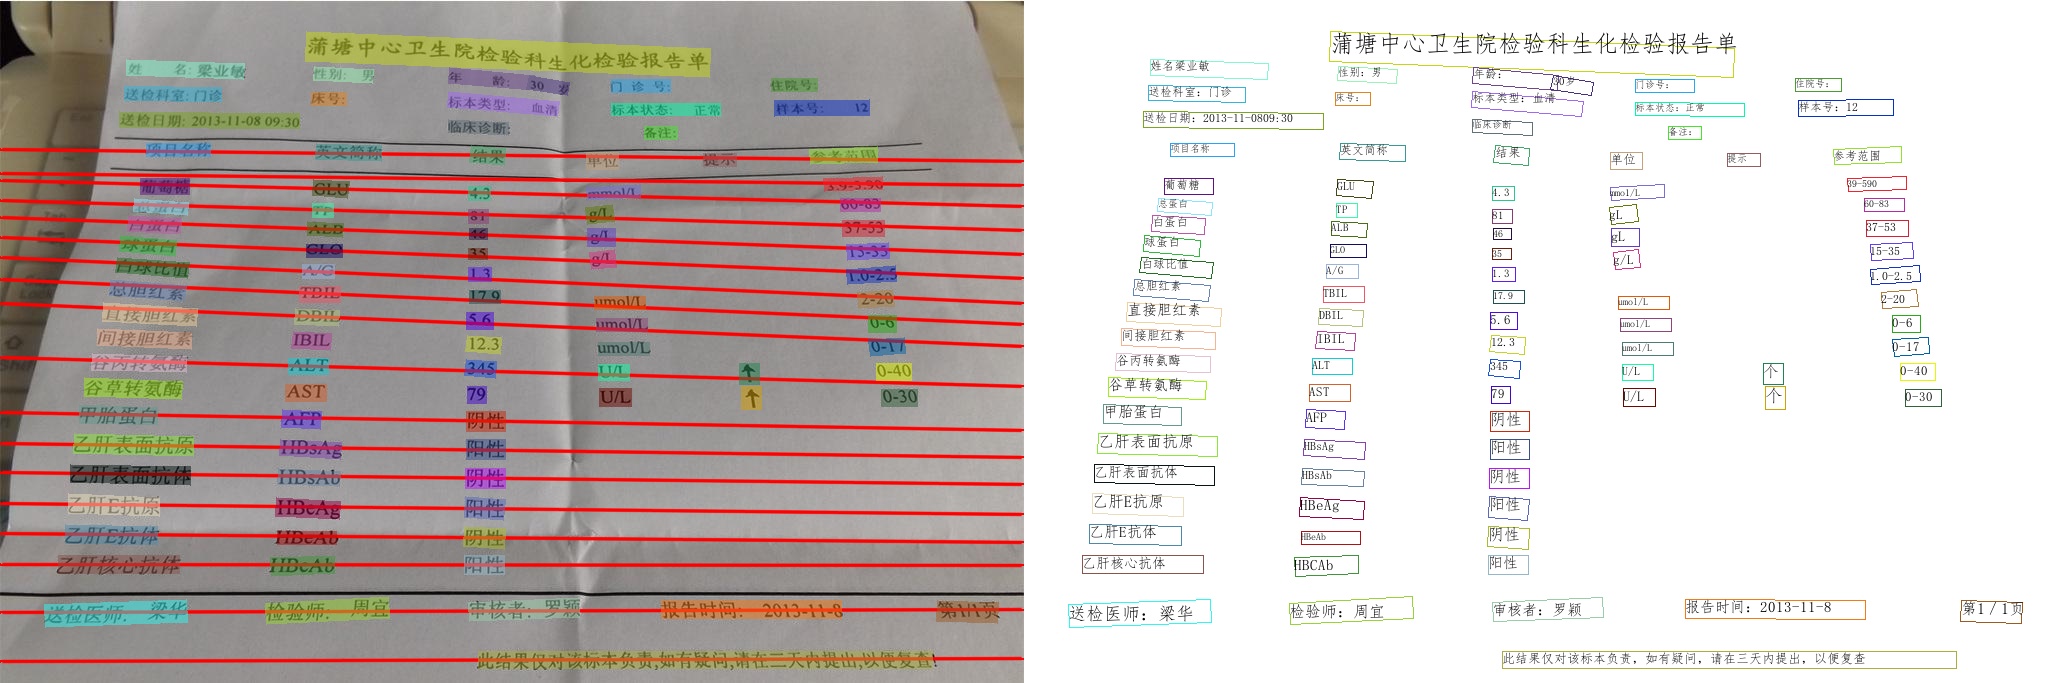 蒲塘中心卫生院检验科生化检验报告单
姓 名: 梁业敏 性别: 男 年 龄: 30 岁 门 诊 号: 住院号:
送检科室: 门诊 床号: 标本类型: 血清 标本状态: 正常 样本号: 12
送检日期: 2013-11-08 09:30 临床诊断: 备注:
项目名称 英文简称 结果 单位 提示 参考范围
葡萄糖 GLU 4.3 mmol/L 3.9-5.90
总蛋白 TP 81 g/L 60-83
白蛋白 ALB 46 g/L 37-53
球蛋白 GLO 35 g/L 15-35
白球比值 A/G 1.3 1.0-2.5
总胆红素 TBIL 17.9 umol/L 2-20
直接胆红素 DBIL 5.6 umol/L 0-6
间接胆红素 IBIL 12.3 umol/L 0-17
谷丙转氨酶 ALT 345 U/L ↑ 0-40
谷草转氨酶 AST 79 U/L ↑ 0-30
甲胎蛋白 AFP 阴性
乙肝表面抗原 HBsAg 阳性
乙肝表面抗体 HBsAb 阴性
乙肝E抗原 HBeAg 阳性
乙肝E抗体 HBeAb 阴性
乙肝核心抗体 HBcAb 阳性
送检医师: 梁华 检验师: 周宜 审核者: 罗颖 报告时间: 2013-11-8 第1/1页
此结果仅对该标本负责,如有疑问,请在三天内提出,以便复查!
蒲塘中心卫生院检验科生化检验报告单
姓名梁业敏 性别: 男 年龄: 30岁 门诊号: 住院号:
送检科室: 门诊 床号: 标本类型: 血清 标本状态: 正常 样本号: 12
送检日期: 2013-11-0809:30 临床诊断 备注:
项目名称 英文简称 结果 单位 提示 参考范围
葡萄糖 GLU 4.3 mmol/L 39-590
总蛋白 TP 81 gL 60-83
白蛋白 ALB 46 gL 37-53
球蛋白 GLO 35 g/L 15-35
白球比值 A/G 1.3 1.0-2.5
总胆红素 TBIL 17.9 umol/L 2-20
直接胆红素 DBIL 5.6 umol/L 0-6
间接胆红素 IBIL 12.3 umol/L 0-17
谷丙转氨酶 ALT 345 U/L 个 0-40
谷草转氨酶 AST 79 U/L 个 0-30
甲胎蛋白 AFP 阴性
乙肝表面抗原 HBsAg 阳性
乙肝表面抗体 HBsAb 阴性
乙肝E抗原 HBeAg 阳性
乙肝E抗体 HBeAb 阴性
乙肝核心抗体 HBCAb 阳性
送检医师: 梁华 检验师: 周宜 审核者: 罗颖 报告时间: 2013-11-8 第1/1页
此结果仅对该标本负责, 如有疑问, 请在三天内提出, 以便复查